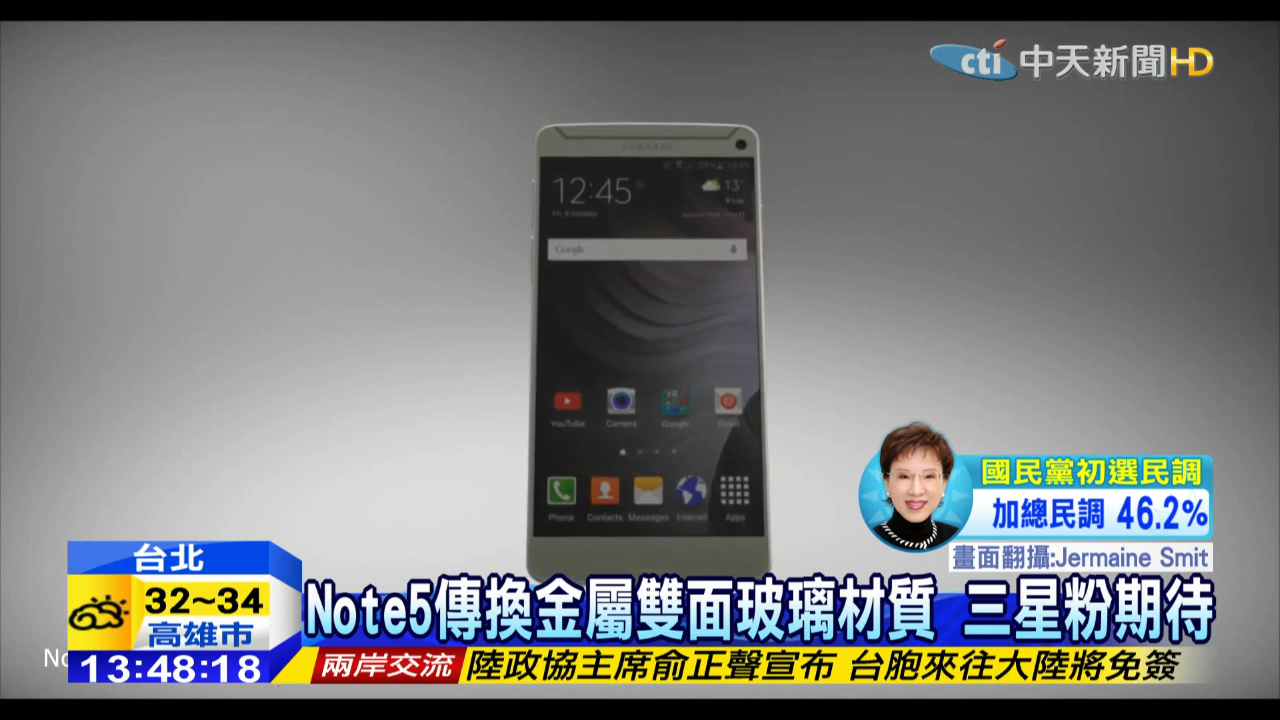 cti 中天新聞HD
12:45
13°
Google
YouTube Camera Google Email
Phone Contacts Messages Internet Apps
國民黨初選民調
加總民調 46.2%
畫面翻攝:Jermaine Smit
台北
32~34
高雄市
13:48:18
Note5傳換金屬雙面玻璃材質 三星粉期待
兩岸交流 陸政協主席俞正聲宣布 台胞來往大陸將免簽